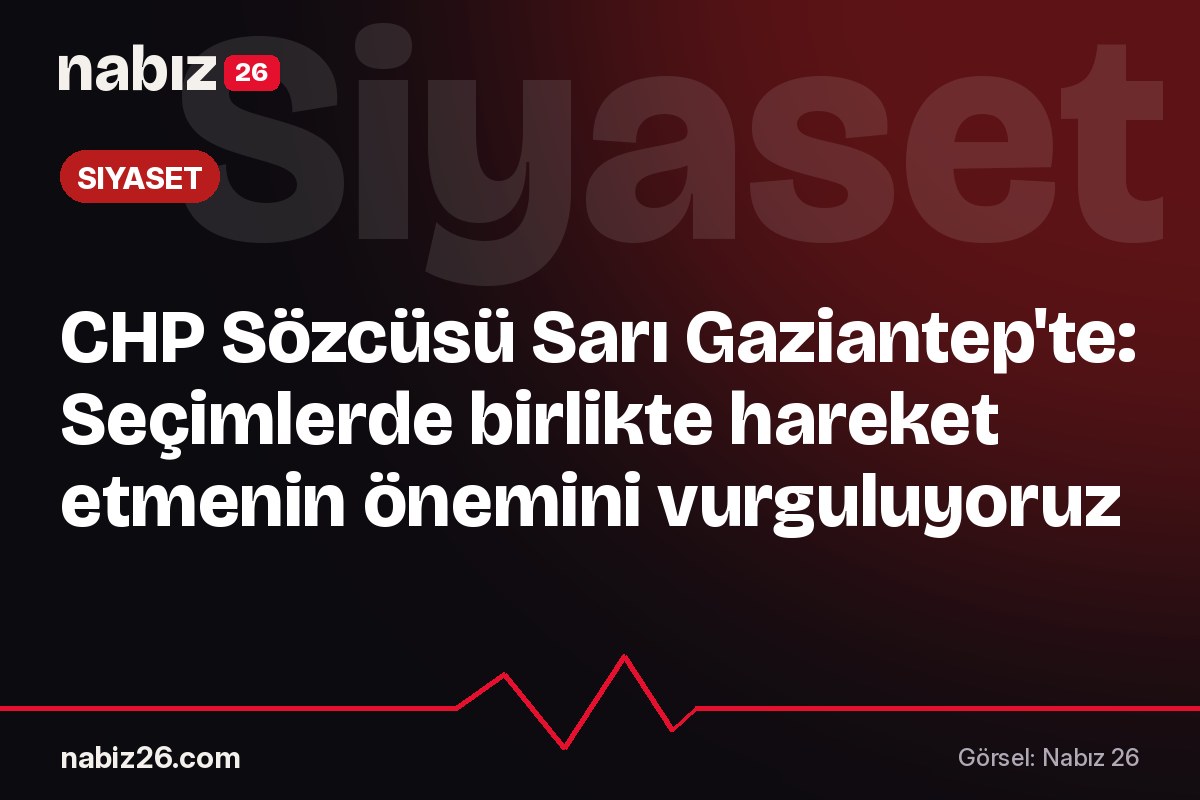 nabız 26
Siyaset
SIYASET
CHP Sözcüsü Sarı Gaziantep'te:
Seçimlerde birlikte hareket
etmenin önemini vurguluyoruz
nabiz26.com
Görsel: Nabız 26